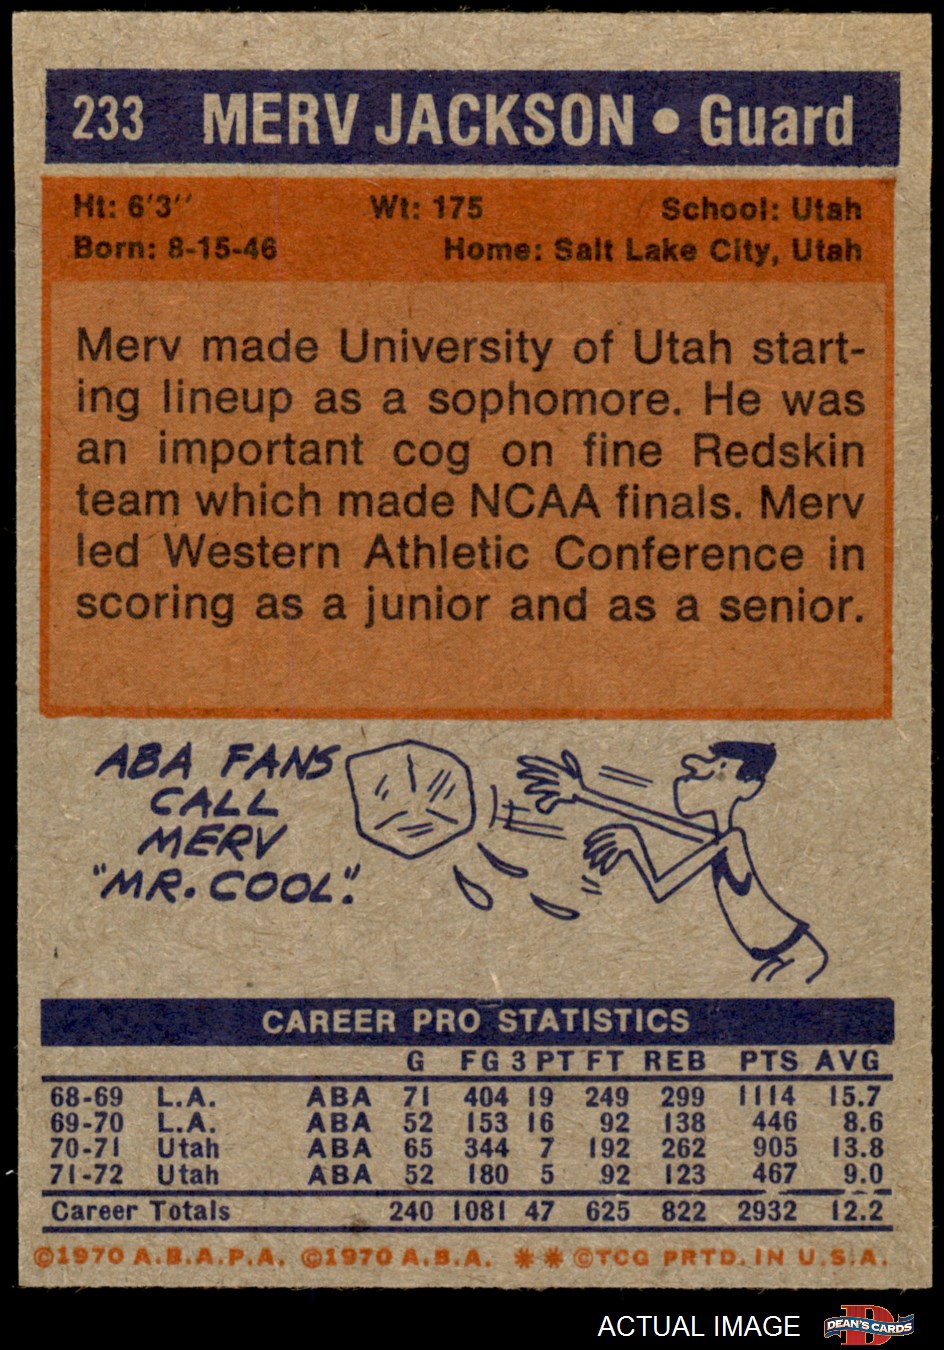 233 MERV JACKSON • Guard
Ht: 6'3'' Wt: 175 School: Utah
Born: 8-15-46 Home: Salt Lake City, Utah
Merv made University of Utah start-
ing lineup as a sophomore. He was
an important cog on fine Redskin
team which made NCAA finals. Merv
led Western Athletic Conference in
scoring as a junior and as a senior.
ABA FANS
CALL
MERV
"MR. COOL."
CAREER PRO STATISTICS
G FG 3 PT FT REB PTS AVG
68-69 L.A. ABA 71 404 19 249 299 1114 15.7
69-70 L.A. ABA 52 153 16 92 138 446 8.6
70-71 Utah ABA 65 344 7 192 262 905 13.8
71-72 Utah ABA 52 180 5 92 123 467 9.0
Career Totals 240 1081 47 625 822 2932 12.2
©1970 A.B.A.P.A. ©1970 A.B.A. ** ©TCG PRTD. IN U.S.A.
ACTUAL IMAGE D DEAN'S CARDS